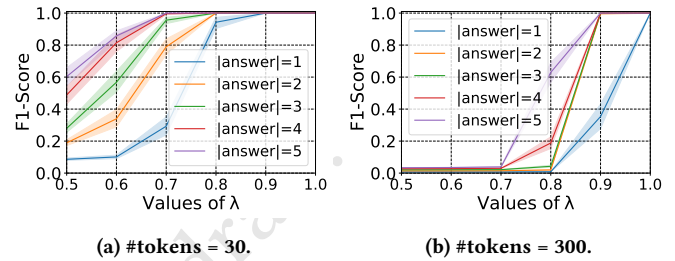 1.0
0.8
0.6
0.4
0.2
0.0
F1-Score
0.5 0.6 0.7 0.8 0.9 1.0
Values of λ
|answer|=1
|answer|=2
|answer|=3
|answer|=4
|answer|=5
(a) #tokens = 30.
1.0
0.8
0.6
0.4
0.2
0.0
F1-Score
0.5 0.6 0.7 0.8 0.9 1.0
Values of λ
|answer|=1
|answer|=2
|answer|=3
|answer|=4
|answer|=5
(b) #tokens = 300.